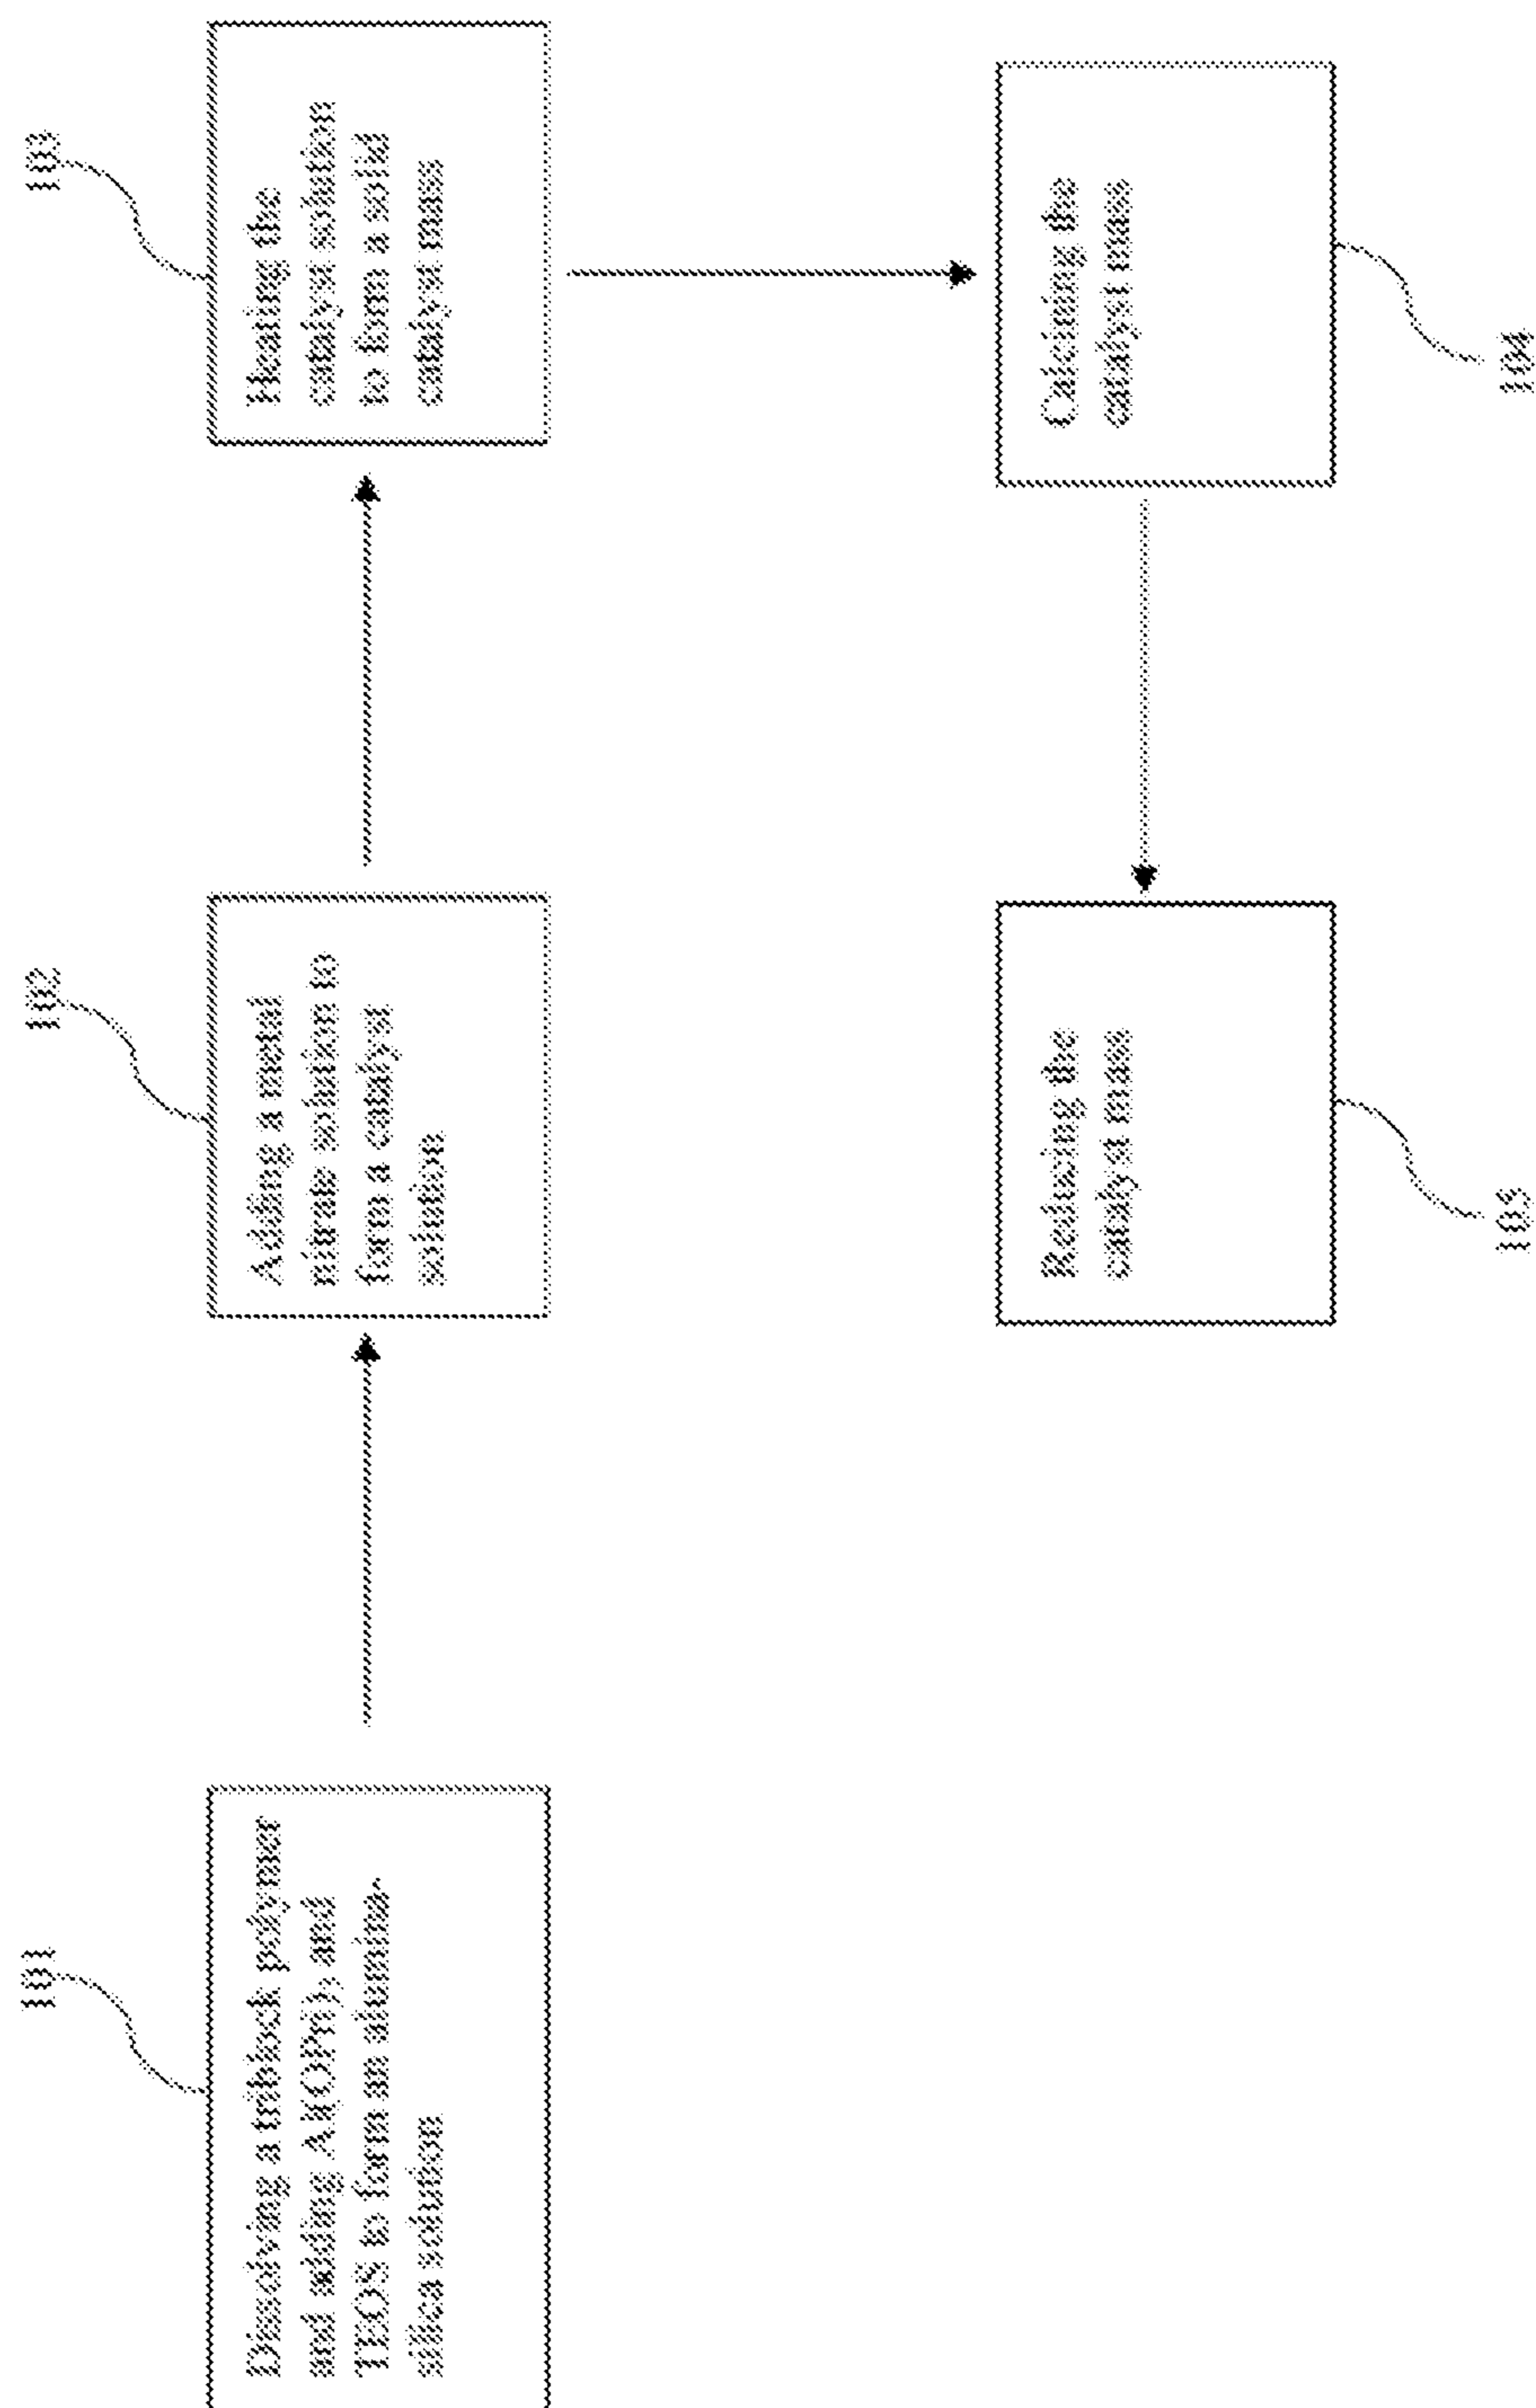 101
Dissolving a triblock polymer
and adding Al(OPri)₃ and
TEOS to form an alumina-
silica solution
102
Adding a metal
nitrate solution to
form a catalyst
solution
103
Heating the
catalyst solution
to form a solid
catalyst mass
104
Calcining the
catalyst mass
105
Reducing the
catalyst mass